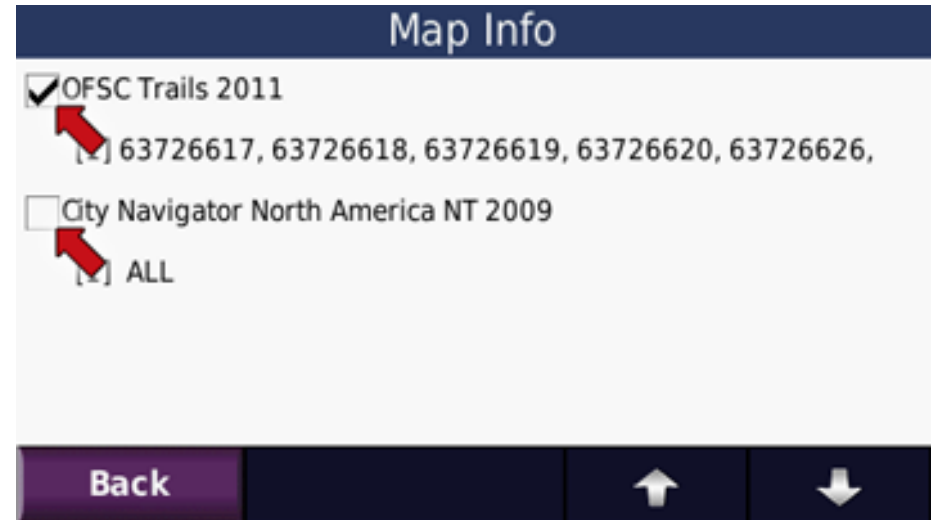 Map Info
OFSC Trails 2011
63726617, 63726618, 63726619, 63726620, 63726626,
City Navigator North America NT 2009
ALL
Back